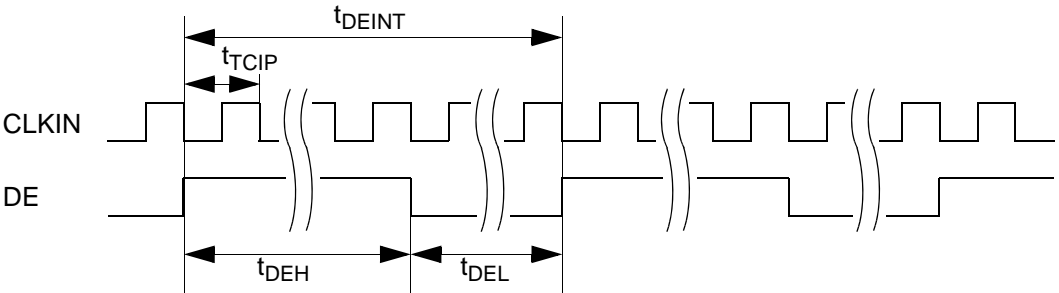 tDEINT
tTCIP
CLKIN
DE
tDEH
tDEL